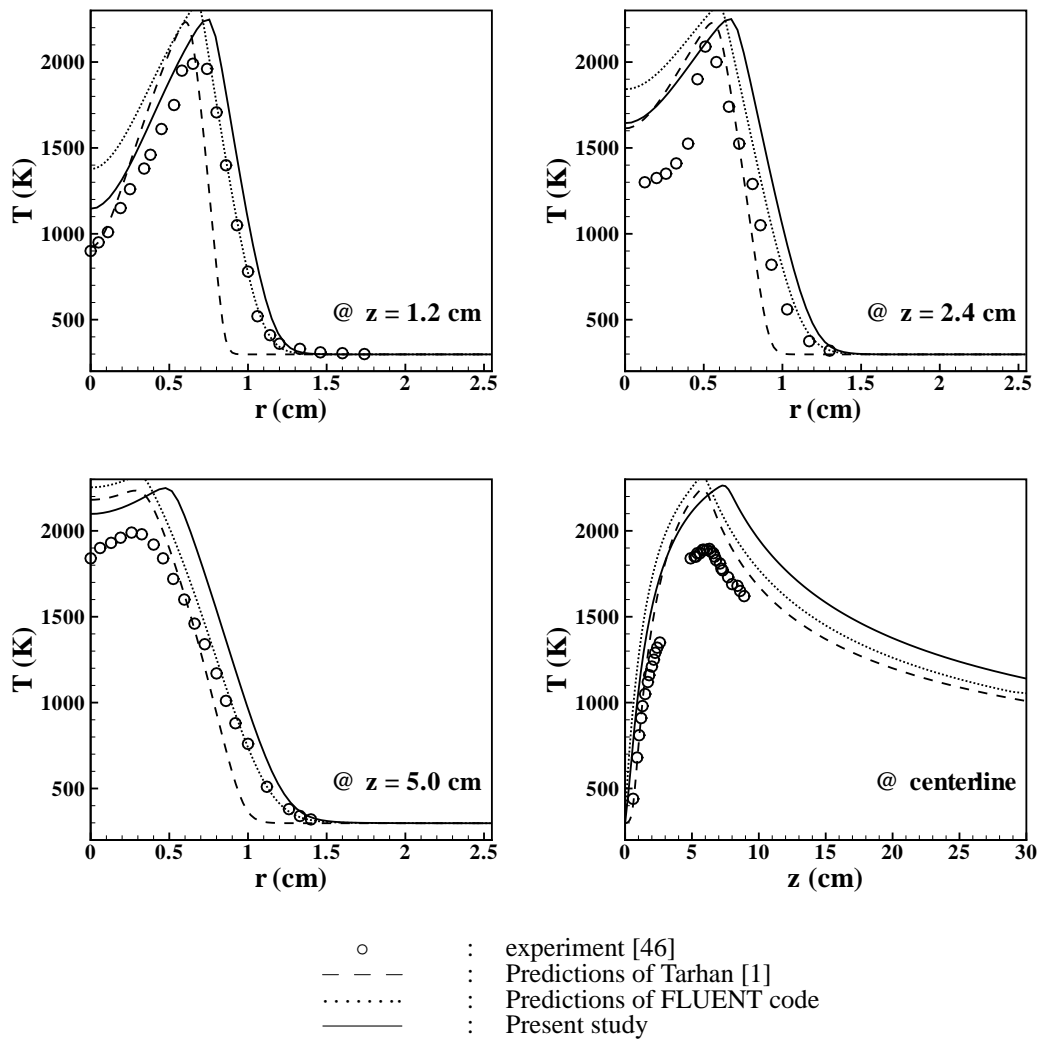 2000
1500
1000
500
T (K)
@ z = 1.2 cm
0 0.5 1 1.5 2 2.5
r (cm)
2000
1500
1000
500
T (K)
@ z = 2.4 cm
0 0.5 1 1.5 2 2.5
r (cm)
2000
1500
1000
500
T (K)
@ z = 5.0 cm
0 0.5 1 1.5 2 2.5
r (cm)
2000
1500
1000
500
T (K)
@ centerline
0 5 10 15 20 25 30
z (cm)
: experiment [46]
: Predictions of Tarhan [1]
: Predictions of FLUENT code
: Present study